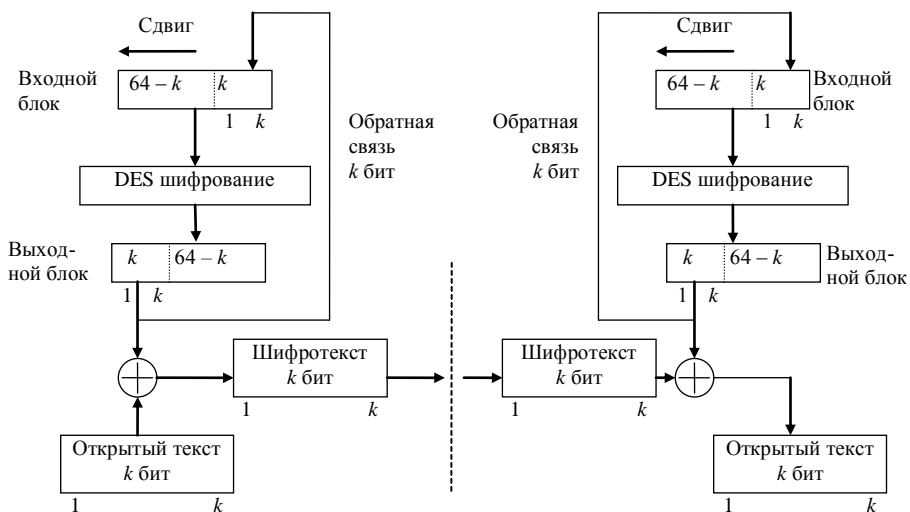 Сдвиг
Входной
блок
64 – k k
1 k
Обратная
связь
k бит
DES шифрование
Выход-
ной блок
k 64 – k
1 k
Шифротекст
k бит
1 k
Открытый текст
k бит
1 k
Сдвиг
64 – k k
Входной
блок
1 k
Обратная
связь
k бит
DES шифрование
k 64 – k
Выход-
ной блок
1 k
Шифротекст
k бит
1 k
Открытый текст
k бит
1 k